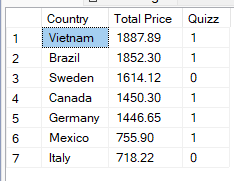 Country Total Price Quizz
1 Vietnam 1887.89 1
2 Brazil 1852.30 1
3 Sweden 1614.12 0
4 Canada 1450.30 1
5 Germany 1446.65 1
6 Mexico 755.90 1
7 Italy 718.22 0